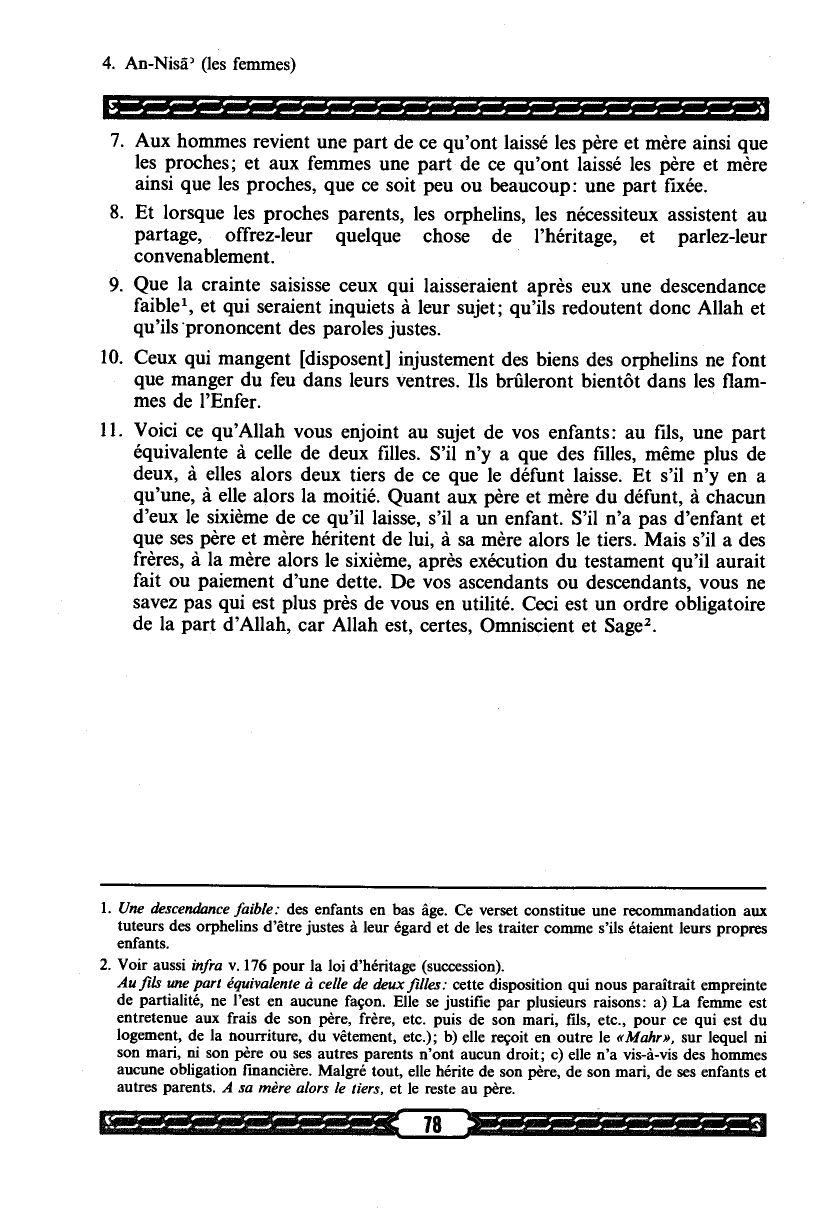 4. An-Nisāʾ (les femmes)
7. Aux hommes revient une part de ce qu'ont laissé les père et mère ainsi que
les proches; et aux femmes une part de ce qu'ont laissé les père et mère
ainsi que les proches, que ce soit peu ou beaucoup: une part fixée.
8. Et lorsque les proches parents, les orphelins, les nécessiteux assistent au
partage, offrez-leur quelque chose de l'héritage, et parlez-leur
convenablement.
9. Que la crainte saisisse ceux qui laisseraient après eux une descendance
faible¹, et qui seraient inquiets à leur sujet; qu'ils redoutent donc Allah et
qu'ils prononcent des paroles justes.
10. Ceux qui mangent [disposent] injustement des biens des orphelins ne font
que manger du feu dans leurs ventres. Ils brûleront bientôt dans les flam-
mes de l'Enfer.
11. Voici ce qu'Allah vous enjoint au sujet de vos enfants: au fils, une part
équivalente à celle de deux filles. S'il n'y a que des filles, même plus de
deux, à elles alors deux tiers de ce que le défunt laisse. Et s'il n'y en a
qu'une, à elle alors la moitié. Quant aux père et mère du défunt, à chacun
d'eux le sixième de ce qu'il laisse, s'il a un enfant. S'il n'a pas d'enfant et
que ses père et mère héritent de lui, à sa mère alors le tiers. Mais s'il a des
frères, à la mère alors le sixième, après exécution du testament qu'il aurait
fait ou paiement d'une dette. De vos ascendants ou descendants, vous ne
savez pas qui est plus près de vous en utilité. Ceci est un ordre obligatoire
de la part d'Allah, car Allah est, certes, Omniscient et Sage².
1. Une descendance faible: des enfants en bas âge. Ce verset constitue une recommandation aux
tuteurs des orphelins d'être justes à leur égard et de les traiter comme s'ils étaient leurs propres
enfants.
2. Voir aussi infra v. 176 pour la loi d'héritage (succession).
Au fils une part équivalente à celle de deux filles: cette disposition qui nous paraîtrait empreinte
de partialité, ne l'est en aucune façon. Elle se justifie par plusieurs raisons: a) La femme est
entretenue aux frais de son père, frère, etc. puis de son mari, fils, etc., pour ce qui est du
logement, de la nourriture, du vêtement, etc.); b) elle reçoit en outre le «Mahr», sur lequel ni
son mari, ni son père ou ses autres parents n'ont aucun droit; c) elle n'a vis-à-vis des hommes
aucune obligation financière. Malgré tout, elle hérite de son père, de son mari, de ses enfants et
autres parents. A sa mère alors le tiers, et le reste au père.
78